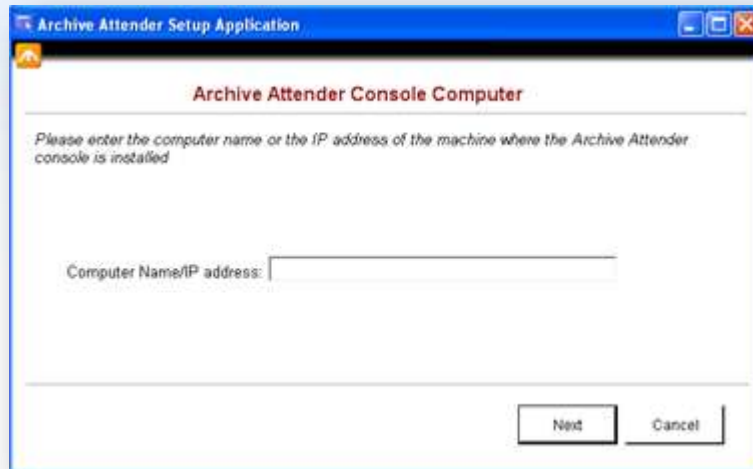 Archive Attender Setup Application
Archive Attender Console Computer
Please enter the computer name or the IP address of the machine where the Archive Attender
console is installed
Computer Name/IP address:
Next Cancel